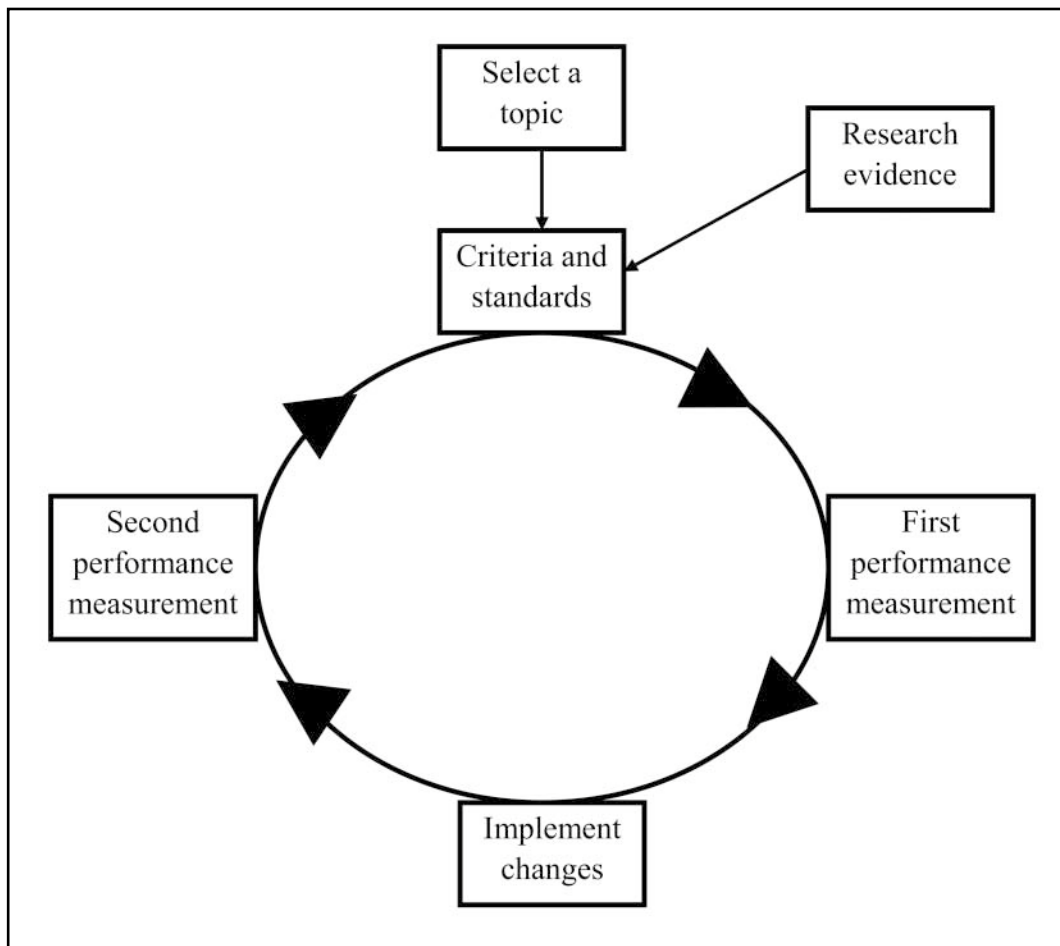 Select a
topic
Research
evidence
Criteria and
standards
Second
performance
measurement
First
performance
measurement
Implement
changes